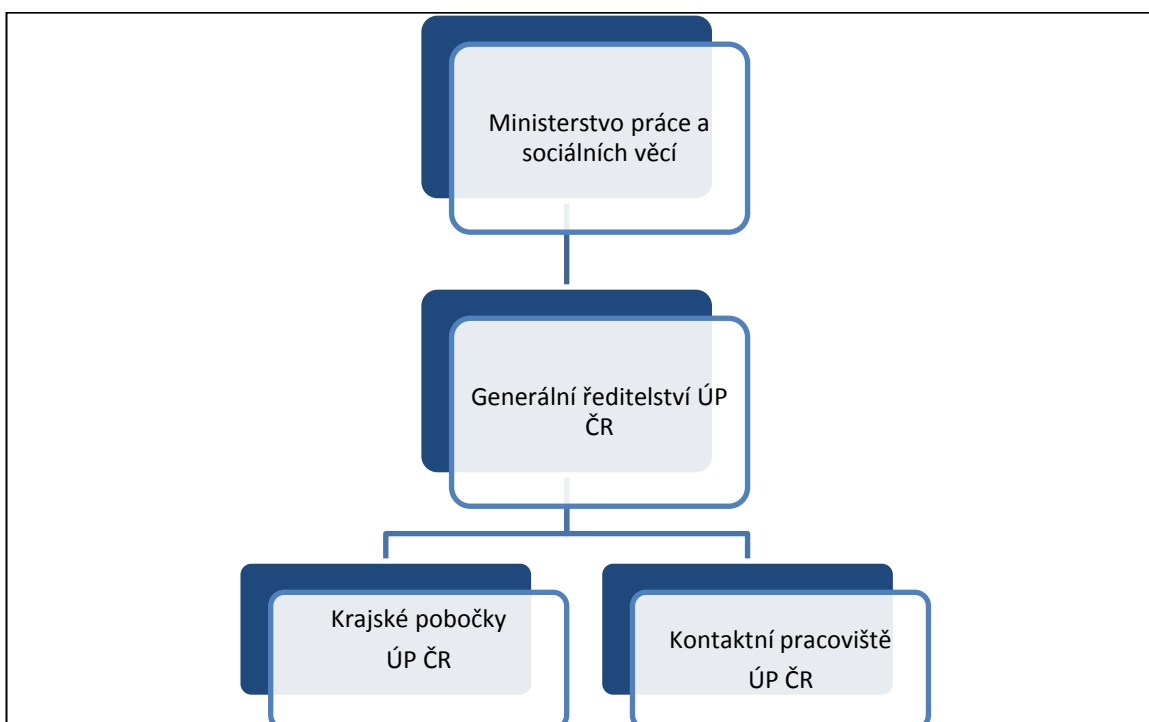 Ministerstvo práce a
sociálních věcí
Generální ředitelství ÚP
ČR
Krajské pobočky
ÚP ČR
Kontaktní pracoviště
ÚP ČR